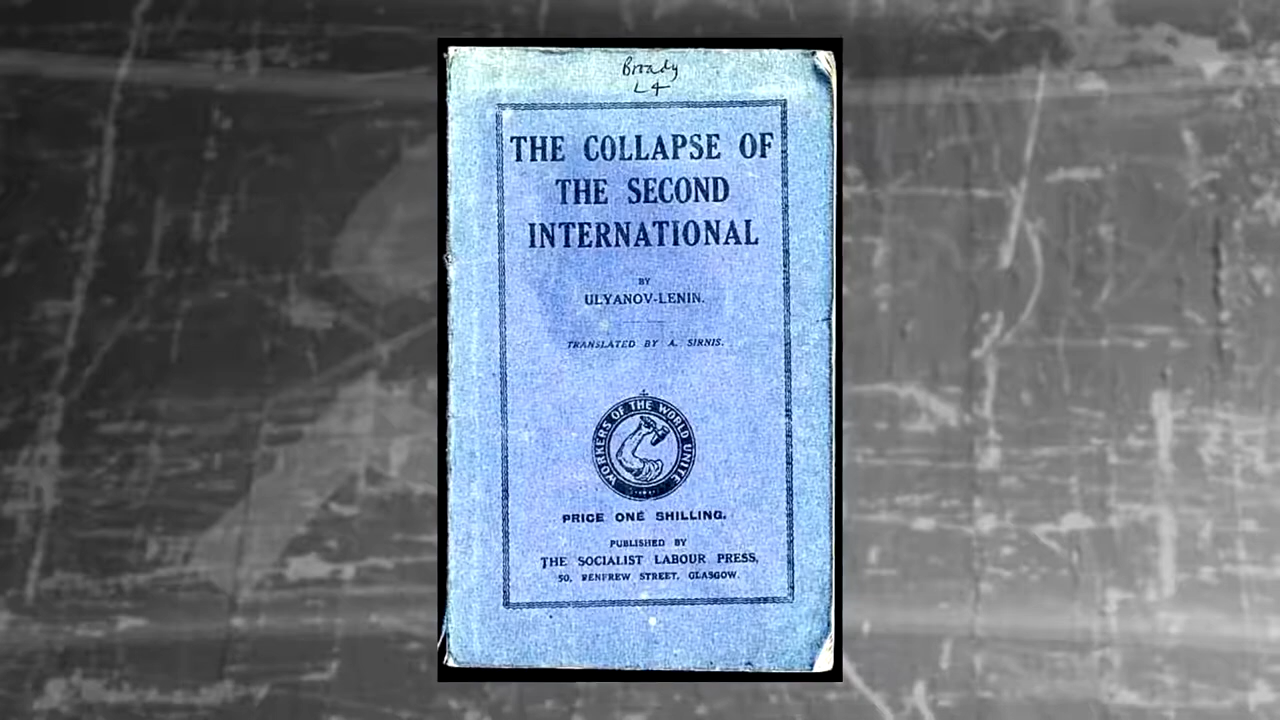 Broady
L4
THE COLLAPSE OF
THE SECOND
INTERNATIONAL
BY
ULYANOV-LENIN.
TRANSLATED BY A. SIRNIS.
WORKERS OF THE WORLD UNITE
PRICE ONE SHILLING.
PUBLISHED BY
THE SOCIALIST LABOUR PRESS,
50, RENFREW STREET, GLASGOW.